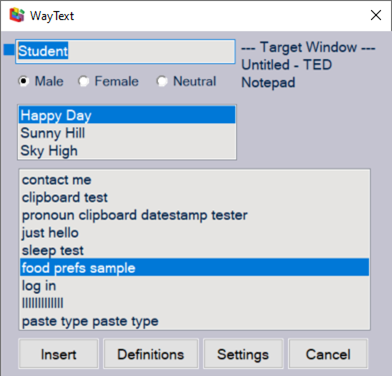 WayText
Student
--- Target Window ---
Untitled - TED
Notepad
Male Female Neutral
Happy Day
Sunny Hill
Sky High
contact me
clipboard test
pronoun clipboard datestamp tester
just hello
sleep test
food prefs sample
log in
llllllllllll
paste type paste type
Insert Definitions Settings Cancel